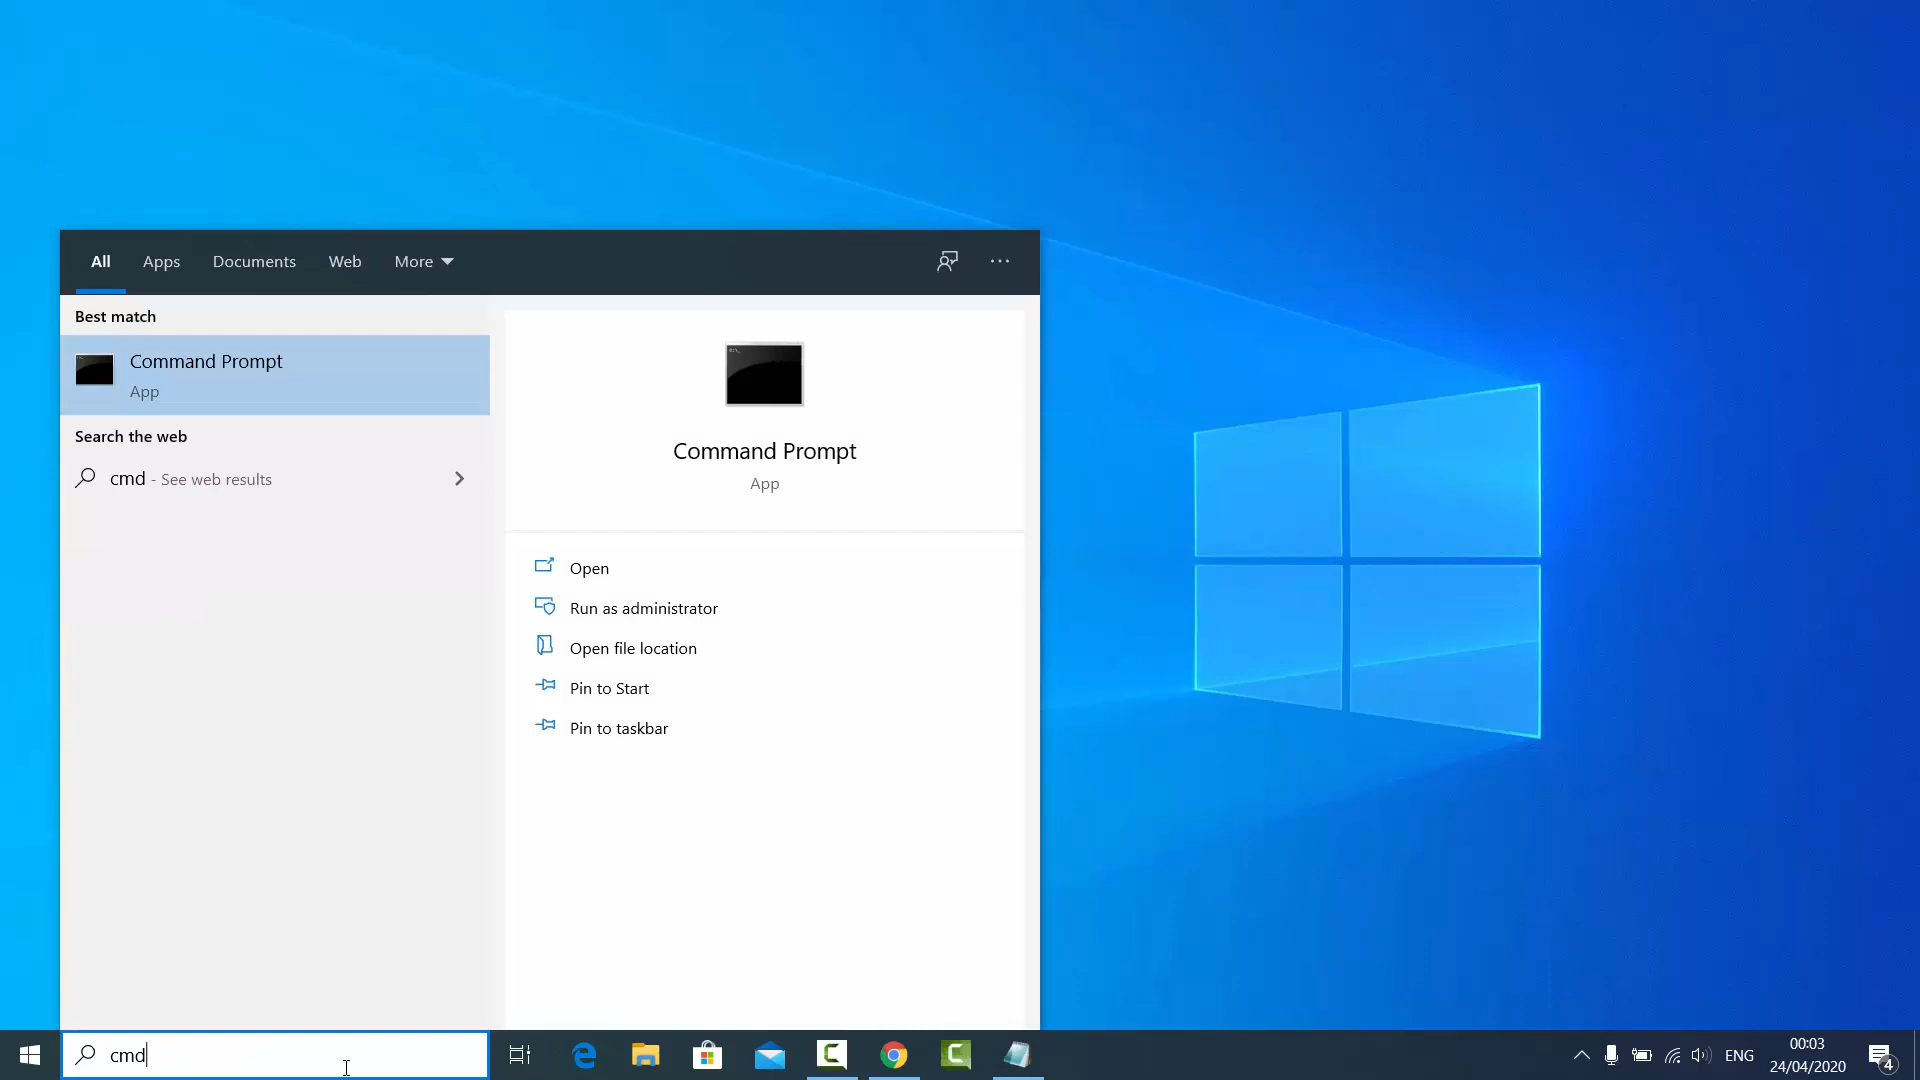 All Apps Documents Web More
Best match
Command Prompt
App
Search the web
cmd - See web results
Command Prompt
App
Open
Run as administrator
Open file location
Pin to Start
Pin to taskbar
cmd
ENG
00:03
24/04/2020
4